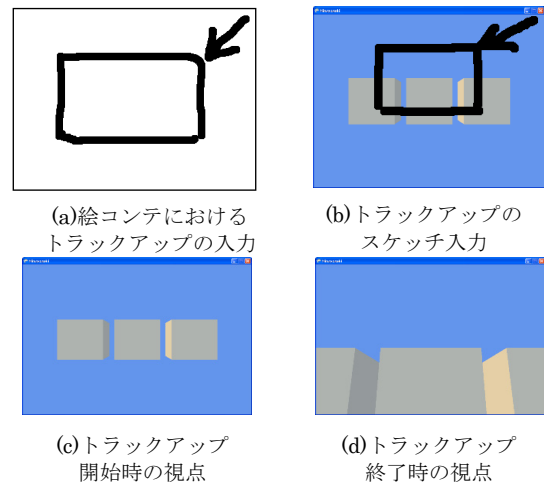 (a)絵コンテにおける
トラックアップの入力
(b)トラックアップの
スケッチ入力
(c)トラックアップ
開始時の視点
(d)トラックアップ
終了時の視点